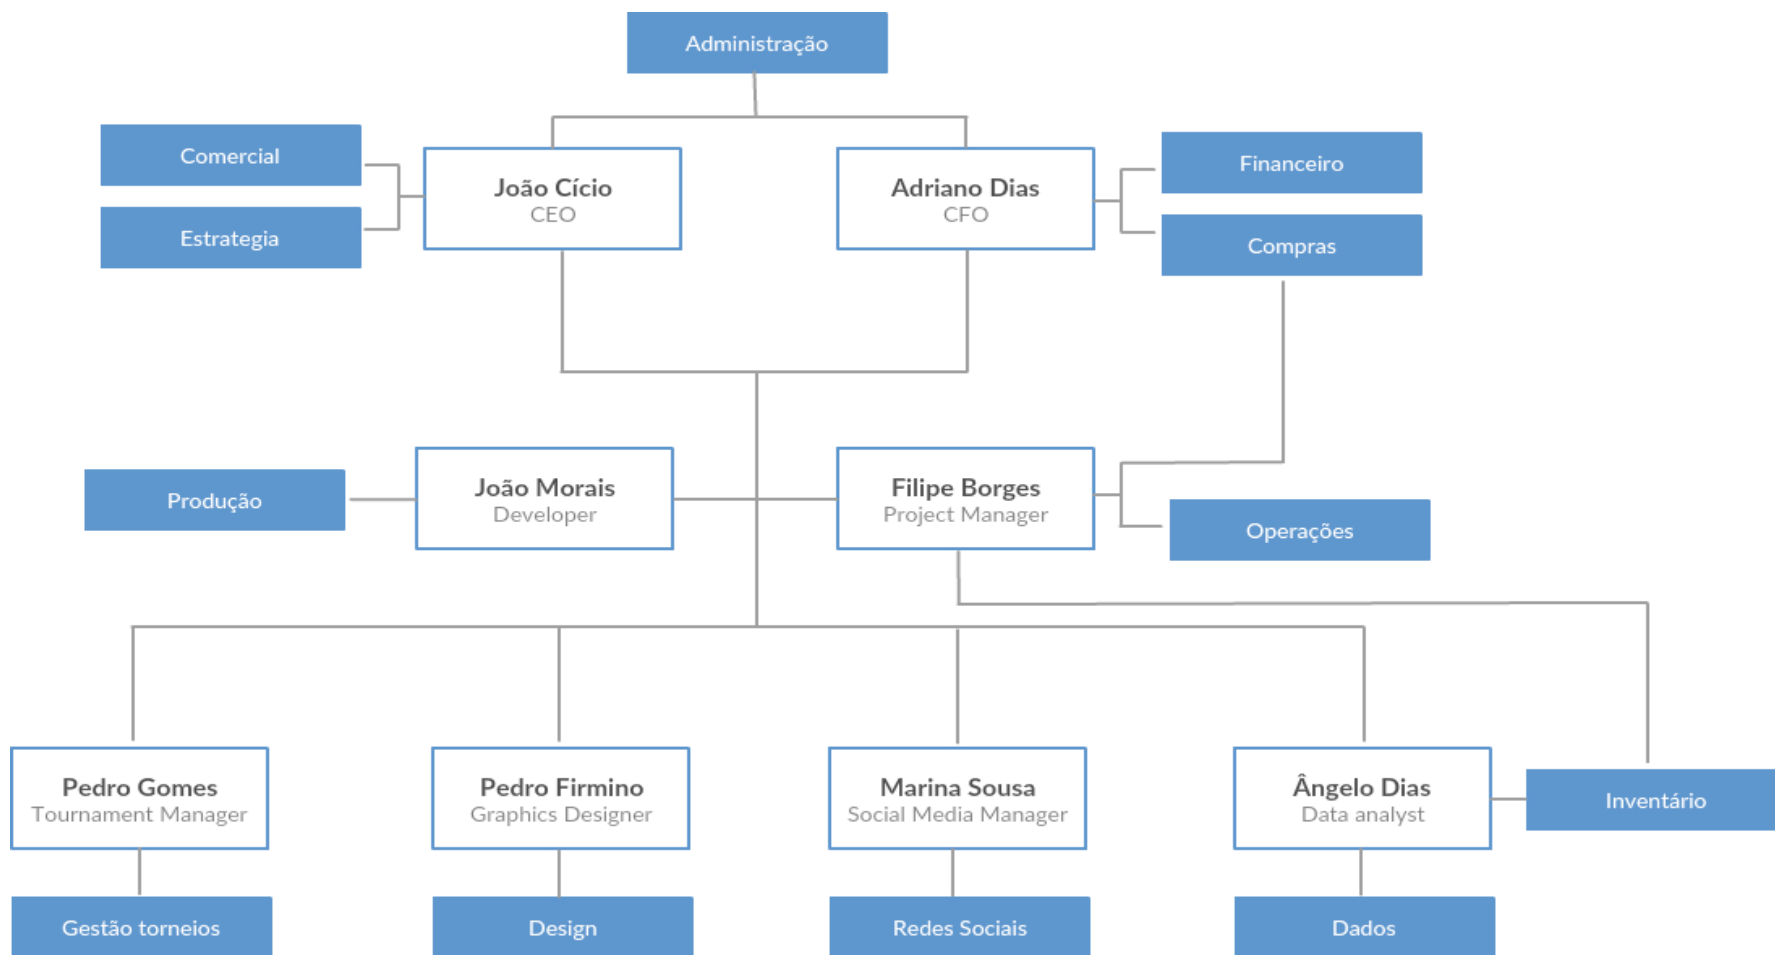 Administração
Comercial
João Cício
CEO
Adriano Dias
CFO
Financeiro
Estrategia
Compras
Produção
João Morais
Developer
Filipe Borges
Project Manager
Operações
Pedro Gomes
Tournament Manager
Pedro Firmino
Graphics Designer
Marina Sousa
Social Media Manager
Ângelo Dias
Data analyst
Inventário
Gestão torneios
Design
Redes Sociais
Dados